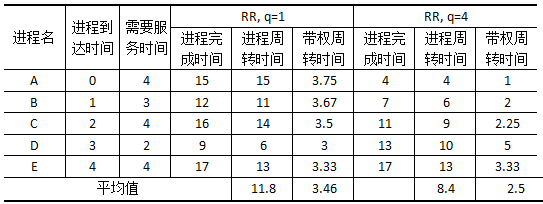 进程名 进程到达时间 需要服务时间 RR, q=1 RR, q=4
进程完成时间 进程周转时间 带权周转时间 进程完成时间 进程周转时间 带权周转时间
A 0 4 15 15 3.75 4 4 1
B 1 3 12 11 3.67 7 6 2
C 2 4 16 14 3.5 11 9 2.25
D 3 2 9 6 3 13 10 5
E 4 4 17 13 3.33 17 13 3.33
平均值 11.8 3.46 8.4 2.5